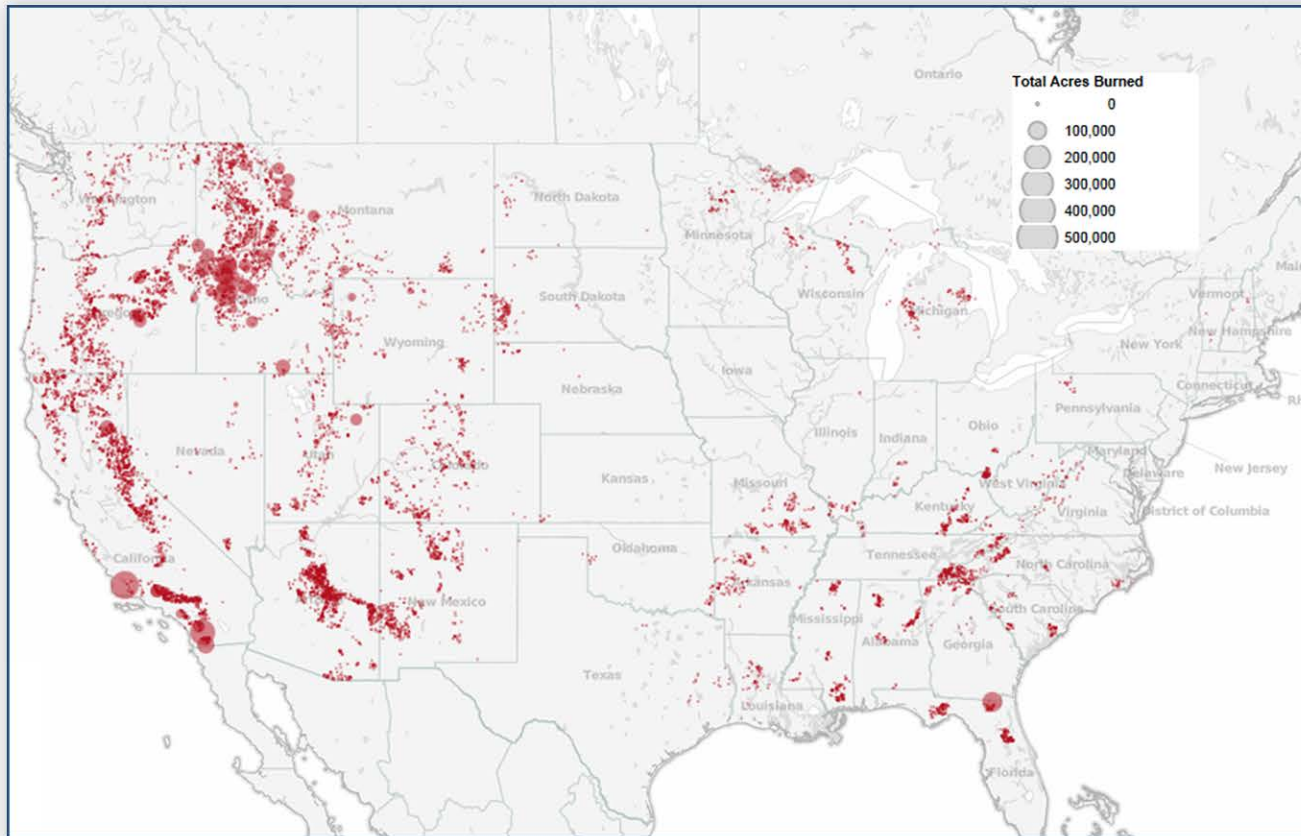 Ontario
Total Acres Burned
0
100,000
200,000
300,000
400,000
500,000
Washington
Montana
North Dakota
Minnesota
Maine
Vermont
New Hampshire
Oregon
Idaho
South Dakota
Wisconsin
Michigan
New York
Wyoming
Iowa
Connecticut
Nebraska
Pennsylvania
Nevada
Utah
Colorado
Illinois
Indiana
Ohio
Maryland
New Jersey
Delaware
Kansas
Missouri
West Virginia
Virginia
District of Columbia
Kentucky
California
Oklahoma
Tennessee
North Carolina
Arkansas
New Mexico
Mississippi
South Carolina
Alabama
Georgia
Texas
Louisiana
Florida